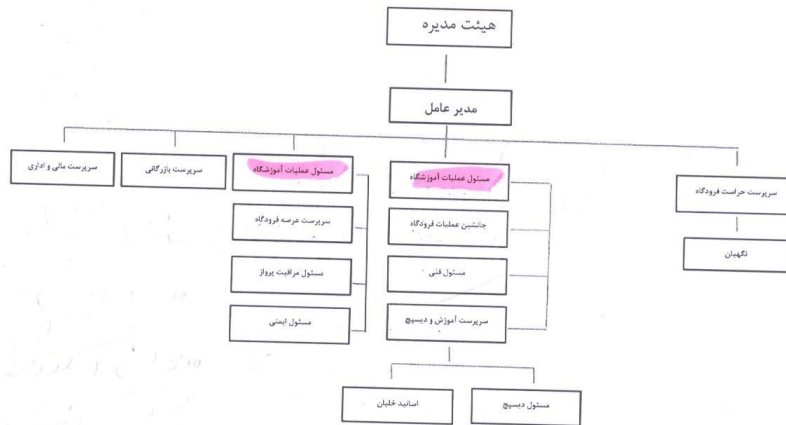 هیئت مدیره
مدیر عامل
سرپرست حراست فرودگاه
نگهبان
مسئول عملیات آموزشگاه
جانشین عملیات فرودگاه
مسئول فنی
سرپرست آموزش و دیسپچ
مسئول دیسپچ
اساتید خلبان
مسئول عملیات آموزشگاه
سرپرست عرصه فرودگاه
مسئول مراقبت پرواز
مسئول ایمنی
سرپرست بازرگانی
سرپرست مالی و اداری